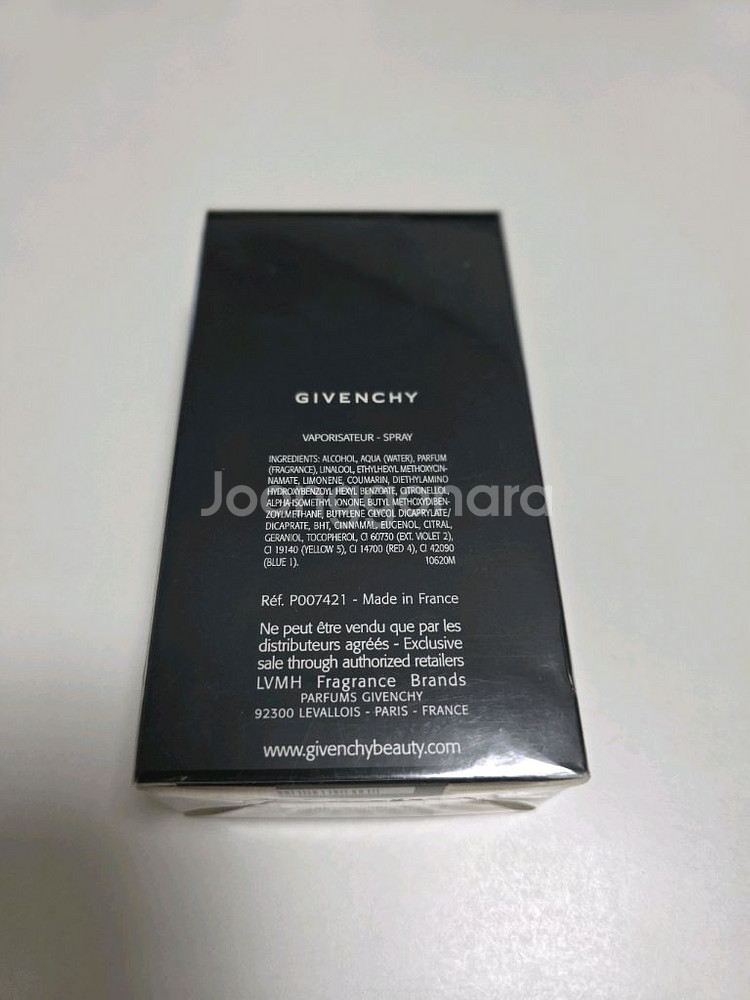 GIVENCHY
VAPORISATEUR - SPRAY
INGREDIENTS: ALCOHOL, AQUA (WATER), PARFUM
(FRAGRANCE), LINALOOL, ETHYLHEXYL METHOXYCIN-
NAMATE, LIMONENE, COUMARIN, DIETHYLAMINO
HYDROXYBENZOYL HEXYL BENZOATE, CITRONELLOL,
ALPHA-ISOMETHYL IONONE, BUTYL METHOXYDIBEN-
ZOYLMETHANE, BUTYLENE GLYCOL DICAPRYLATE/
DICAPRATE, BHT, CINNAMAL, EUGENOL, CITRAL,
GERANIOL, TOCOPHEROL, CI 60730 (EXT. VIOLET 2),
CI 19140 (YELLOW 5), CI 14700 (RED 4), CI 42090
(BLUE 1). 10620M
Réf. P007421 - Made in France
Ne peut être vendu que par les
distributeurs agréés - Exclusive
sale through authorized retailers
LVMH Fragrance Brands
PARFUMS GIVENCHY
92300 LEVALLOIS - PARIS - FRANCE
www.givenchybeauty.com